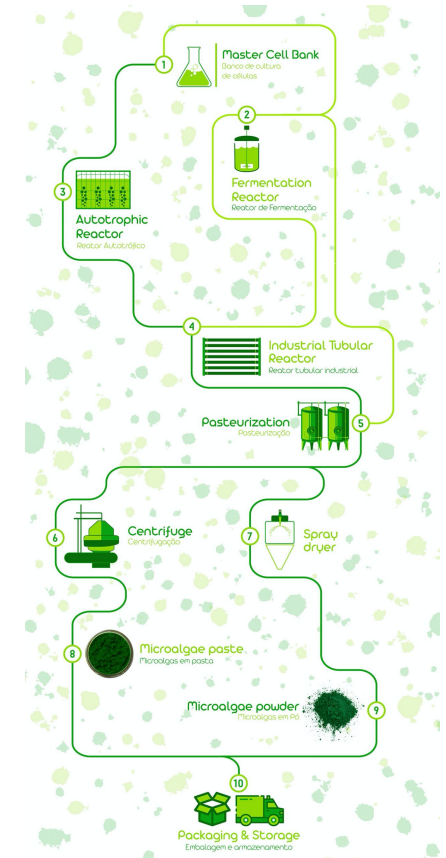 1
Master Cell Bank
Banco de cultura
de células
2
Fermentation
Reactor
Reator de Fermentação
3
Autotrophic
Reactor
Reator Autotrófico
4
Industrial Tubular
Reactor
Reator tubular industrial
Pasteurization
Pasteurização
5
6
Centrifuge
Centrifugação
7
Spray
dryer
8
Microalgae paste
Microalgas em pasta
Microalgae powder
Microalgas em Pó
9
10
Packaging & Storage
Embalagem e armazenamento